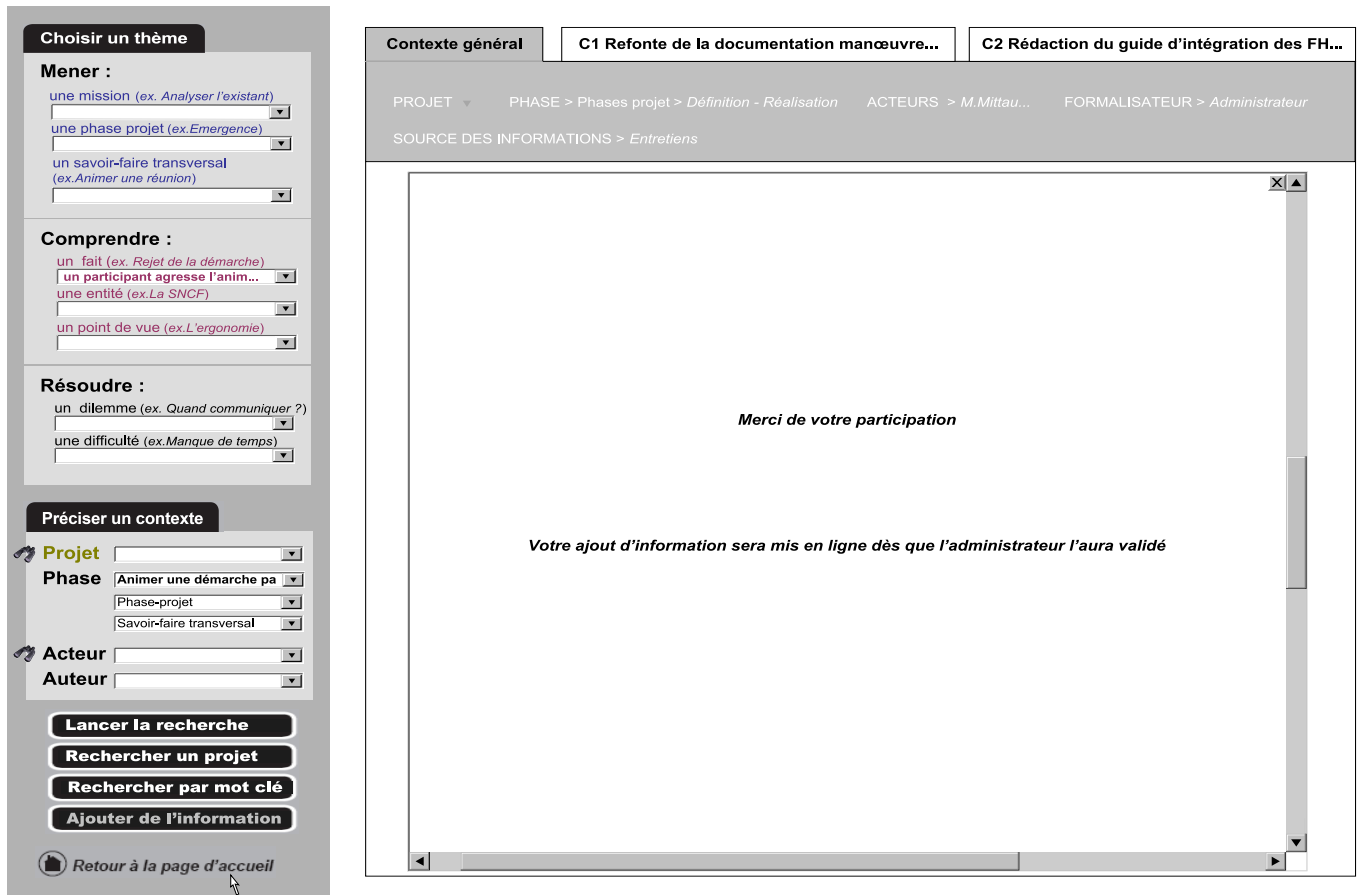 Choisir un thème
Mener :
une mission (ex. Analyser l'existant)
une phase projet (ex.Emergence)
un savoir-faire transversal
(ex.Animer une réunion)
Comprendre :
un fait (ex. Rejet de la démarche)
un participant agresse l'anim...
une entité (ex.La SNCF)
un point de vue (ex.L'ergonomie)
Résoudre :
un dilemme (ex. Quand communiquer ?)
une difficulté (ex.Manque de temps)
Préciser un contexte
Projet
Phase Animer une démarche pa
Phase-projet
Savoir-faire transversal
Acteur
Auteur
Lancer la recherche
Rechercher un projet
Rechercher par mot clé
Ajouter de l'information
Retour à la page d'accueil
Contexte général C1 Refonte de la documentation manœuvre... C2 Rédaction du guide d'intégration des FH...
PROJET PHASE > Phases projet > Définition - Réalisation ACTEURS > M.Mittau... FORMALISATEUR > Administrateur
SOURCE DES INFORMATIONS > Entretiens
Merci de votre participation
Votre ajout d'information sera mis en ligne dès que l'administrateur l'aura validé